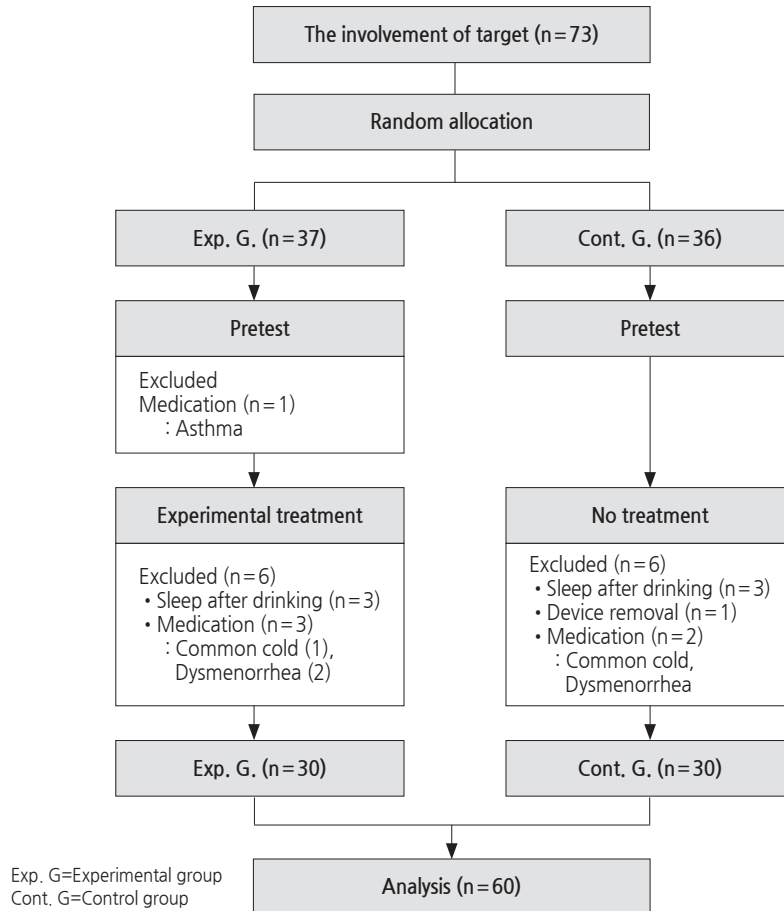 The involvement of target (n=73)
Random allocation
Exp. G. (n=37)
Cont. G. (n=36)
Pretest
Excluded
Medication (n=1)
: Asthma
Pretest
Experimental treatment
Excluded (n=6)
• Sleep after drinking (n=3)
• Medication (n=3)
: Common cold (1),
Dysmenorrhea (2)
No treatment
Excluded (n=6)
• Sleep after drinking (n=3)
• Device removal (n=1)
• Medication (n=2)
: Common cold,
Dysmenorrhea
Exp. G. (n=30)
Cont. G. (n=30)
Analysis (n=60)
Exp. G=Experimental group
Cont. G=Control group